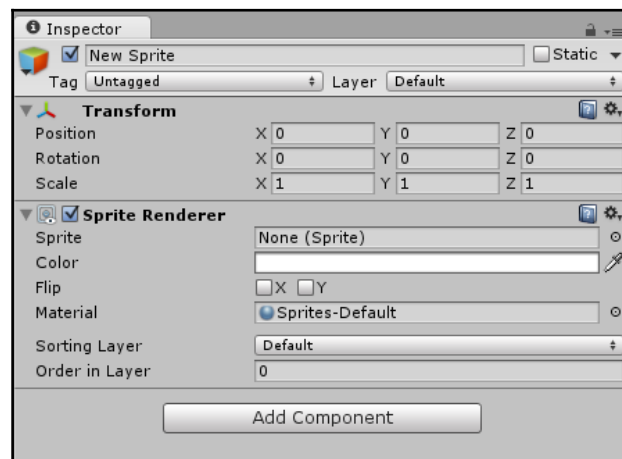 Inspector
New Sprite Static
Tag Untagged Layer Default
Transform
Position X 0 Y 0 Z 0
Rotation X 0 Y 0 Z 0
Scale X 1 Y 1 Z 1
Sprite Renderer
Sprite None (Sprite)
Color
Flip X Y
Material Sprites-Default
Sorting Layer Default
Order in Layer 0
Add Component